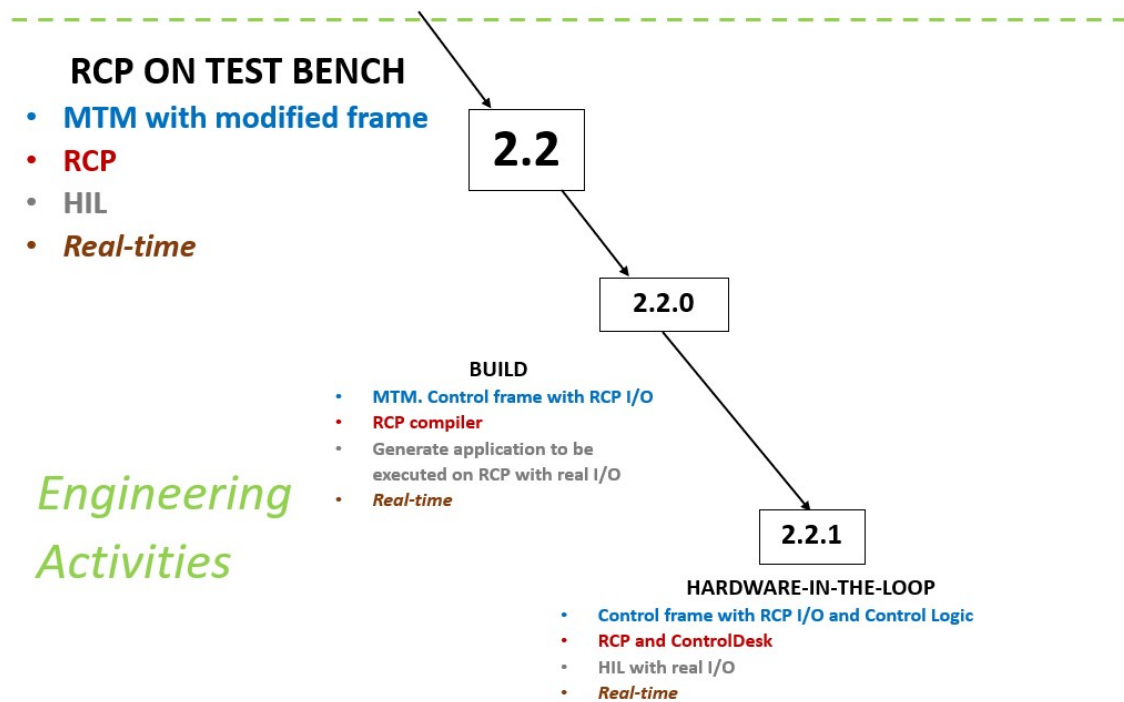 RCP ON TEST BENCH
• MTM with modified frame
• RCP
• HIL
• Real-time
2.2
2.2.0
BUILD
• MTM. Control frame with RCP I/O
• RCP compiler
• Generate application to be
executed on RCP with real I/O
• Real-time
Engineering
Activities
2.2.1
HARDWARE-IN-THE-LOOP
• Control frame with RCP I/O and Control Logic
• RCP and ControlDesk
• HIL with real I/O
• Real-time